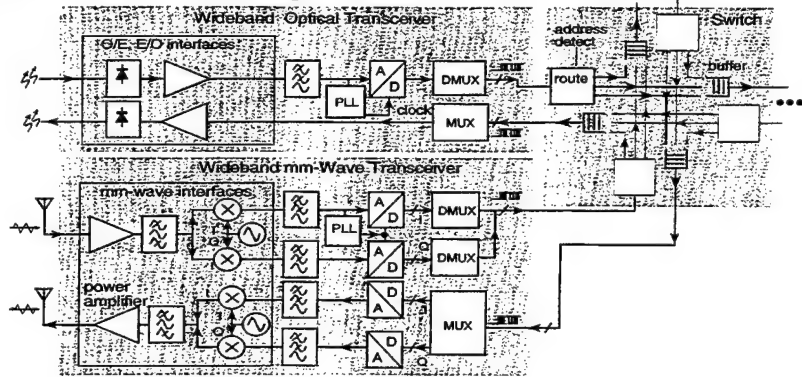 Wideband Optical Transceiver
Switch
O/E, E/O interfaces
address
detect
A
D
DMUX
route
buffer
PLL
clock
MUX
Wideband mm-Wave Transceiver
mm-wave interfaces
A
D
DMUX
I
Q
PLL
Q
A
D
DMUX
power
amplifier
D
A
I
MUX
Q
D
A
Q